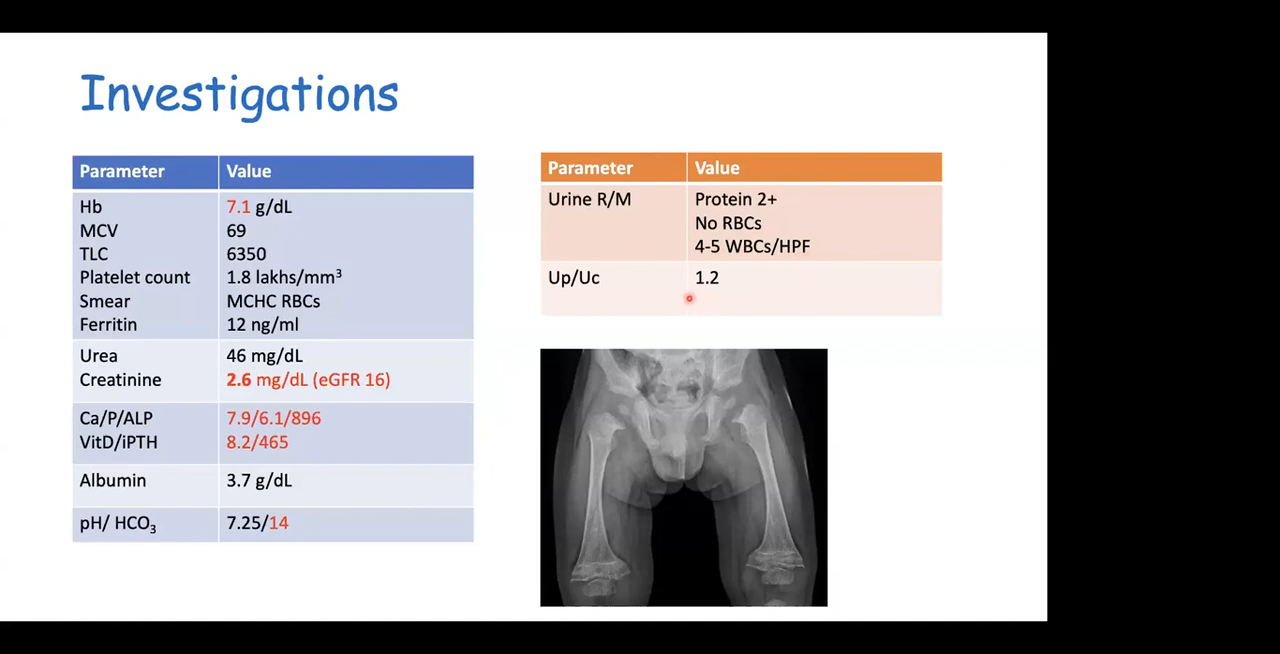 Investigations
Parameter Value
Hb 7.1 g/dL
MCV 69
TLC 6350
Platelet count 1.8 lakhs/mm³
Smear MCHC RBCs
Ferritin 12 ng/ml
Urea 46 mg/dL
Creatinine 2.6 mg/dL (eGFR 16)
Ca/P/ALP 7.9/6.1/896
VitD/iPTH 8.2/465
Albumin 3.7 g/dL
pH/ HCO₃ 7.25/14
Parameter Value
Urine R/M Protein 2+
No RBCs
4-5 WBCs/HPF
Up/Uc 1.2